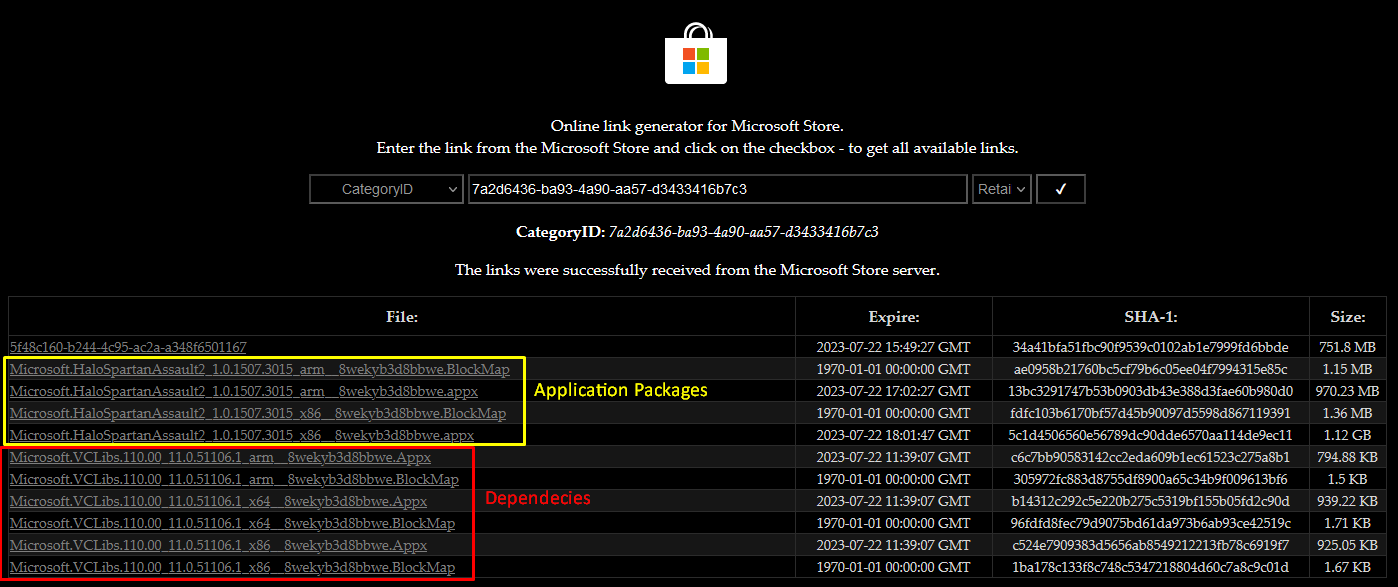 Online link generator for Microsoft Store.
Enter the link from the Microsoft Store and click on the checkbox - to get all available links.
CategoryID 7a2d6436-ba93-4a90-aa57-d3433416b7c3 Retai ✓
CategoryID: 7a2d6436-ba93-4a90-aa57-d3433416b7c3
The links were successfully received from the Microsoft Store server.
File: Expire: SHA-1: Size:
5f48c160-b244-4c95-ac2a-a348f6501167 2023-07-22 15:49:27 GMT 34a41bfa51fbc90f9539c0102ab1e7999fd6bbde 751.8 MB
Microsoft.HaloSpartanAssault2_1.0.1507.3015_arm__8wekyb3d8bbwe.BlockMap 1970-01-01 00:00:00 GMT ae0958b21760bc5cf79b6c05ee04f7994315e85c 1.15 MB
Microsoft.HaloSpartanAssault2_1.0.1507.3015_arm__8wekyb3d8bbwe.appx Application Packages 2023-07-22 17:02:27 GMT 13bc3291747b53b0903db43e388d3fae60b980d0 970.23 MB
Microsoft.HaloSpartanAssault2_1.0.1507.3015_x86__8wekyb3d8bbwe.BlockMap 1970-01-01 00:00:00 GMT fdfc103b6170bf57d45b90097d5598d867119391 1.36 MB
Microsoft.HaloSpartanAssault2_1.0.1507.3015_x86__8wekyb3d8bbwe.appx 2023-07-22 18:01:47 GMT 5c1d4506560e56789dc90dde6570aa114de9ec11 1.12 GB
Microsoft.VCLibs.110.00_11.0.51106.1_arm__8wekyb3d8bbwe.Appx 2023-07-22 11:39:07 GMT c6c7bb90583142cc2eda609b1ec61523c275a8b1 794.88 KB
Microsoft.VCLibs.110.00_11.0.51106.1_arm__8wekyb3d8bbwe.BlockMap 1970-01-01 00:00:00 GMT 305972fc883d8755df8900a65c34b9f009613bf6 1.5 KB
Microsoft.VCLibs.110.00_11.0.51106.1_x64__8wekyb3d8bbwe.Appx Dependecies 2023-07-22 11:39:07 GMT b14312c292c5e220b275c5319bf155b05fd2c90d 939.22 KB
Microsoft.VCLibs.110.00_11.0.51106.1_x64__8wekyb3d8bbwe.BlockMap 1970-01-01 00:00:00 GMT 96fdfd8fec79d9075bd61da973b6ab93ce42519c 1.71 KB
Microsoft.VCLibs.110.00_11.0.51106.1_x86__8wekyb3d8bbwe.Appx 2023-07-22 11:39:07 GMT c524e7909383d5656ab8549212213fb78c6919f7 925.05 KB
Microsoft.VCLibs.110.00_11.0.51106.1_x86__8wekyb3d8bbwe.BlockMap 1970-01-01 00:00:00 GMT 1ba178c133f8c748c5347218804d60c7a8c9c01d 1.67 KB